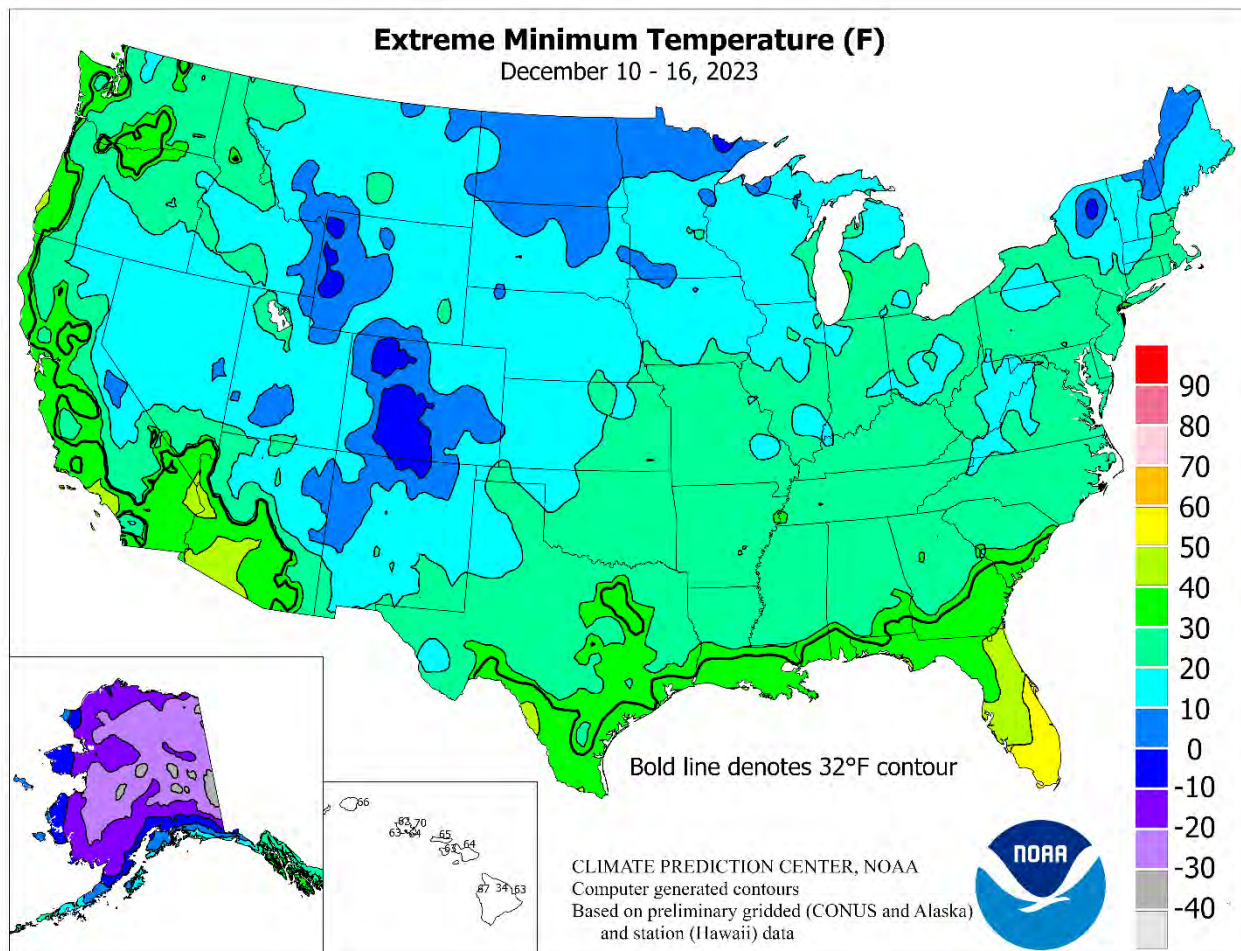 Extreme Minimum Temperature (F)
December 10 - 16, 2023
90
80
70
60
50
40
30
20
10
0
-10
-20
-30
-40
Bold line denotes 32°F contour
66
70
63
64
65
63
64
67 34 63
CLIMATE PREDICTION CENTER, NOAA
Computer generated contours
Based on preliminary gridded (CONUS and Alaska)
and station (Hawaii) data
NOAA